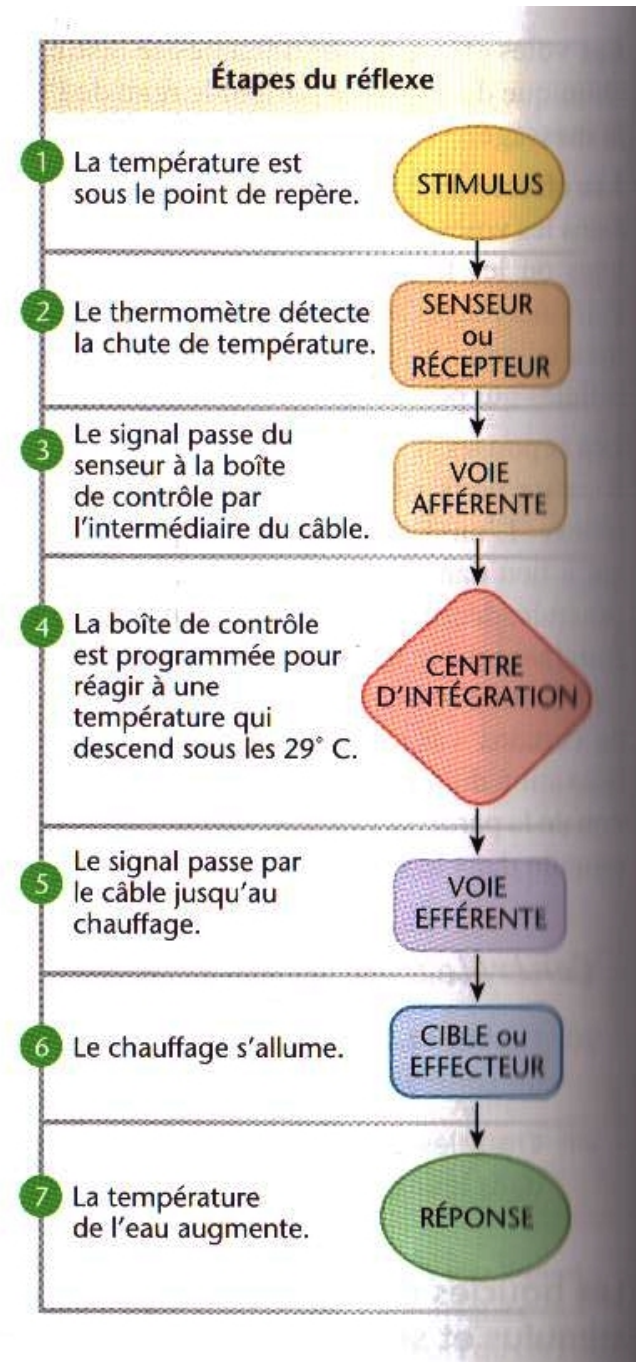 Étapes du réflexe
1
La température est
sous le point de repère.
STIMULUS
2
Le thermomètre détecte
la chute de température.
SENSEUR
ou
RÉCEPTEUR
3
Le signal passe du
senseur à la boîte
de contrôle par
l'intermédiaire du câble.
VOIE
AFFÉRENTE
4
La boîte de contrôle
est programmée pour
réagir à une
température qui
descend sous les 29° C.
CENTRE
D'INTÉGRATION
5
Le signal passe par
le câble jusqu'au
chauffage.
VOIE
EFFÉRENTE
6
Le chauffage s'allume.
CIBLE ou
EFFECTEUR
7
La température
de l'eau augmente.
RÉPONSE